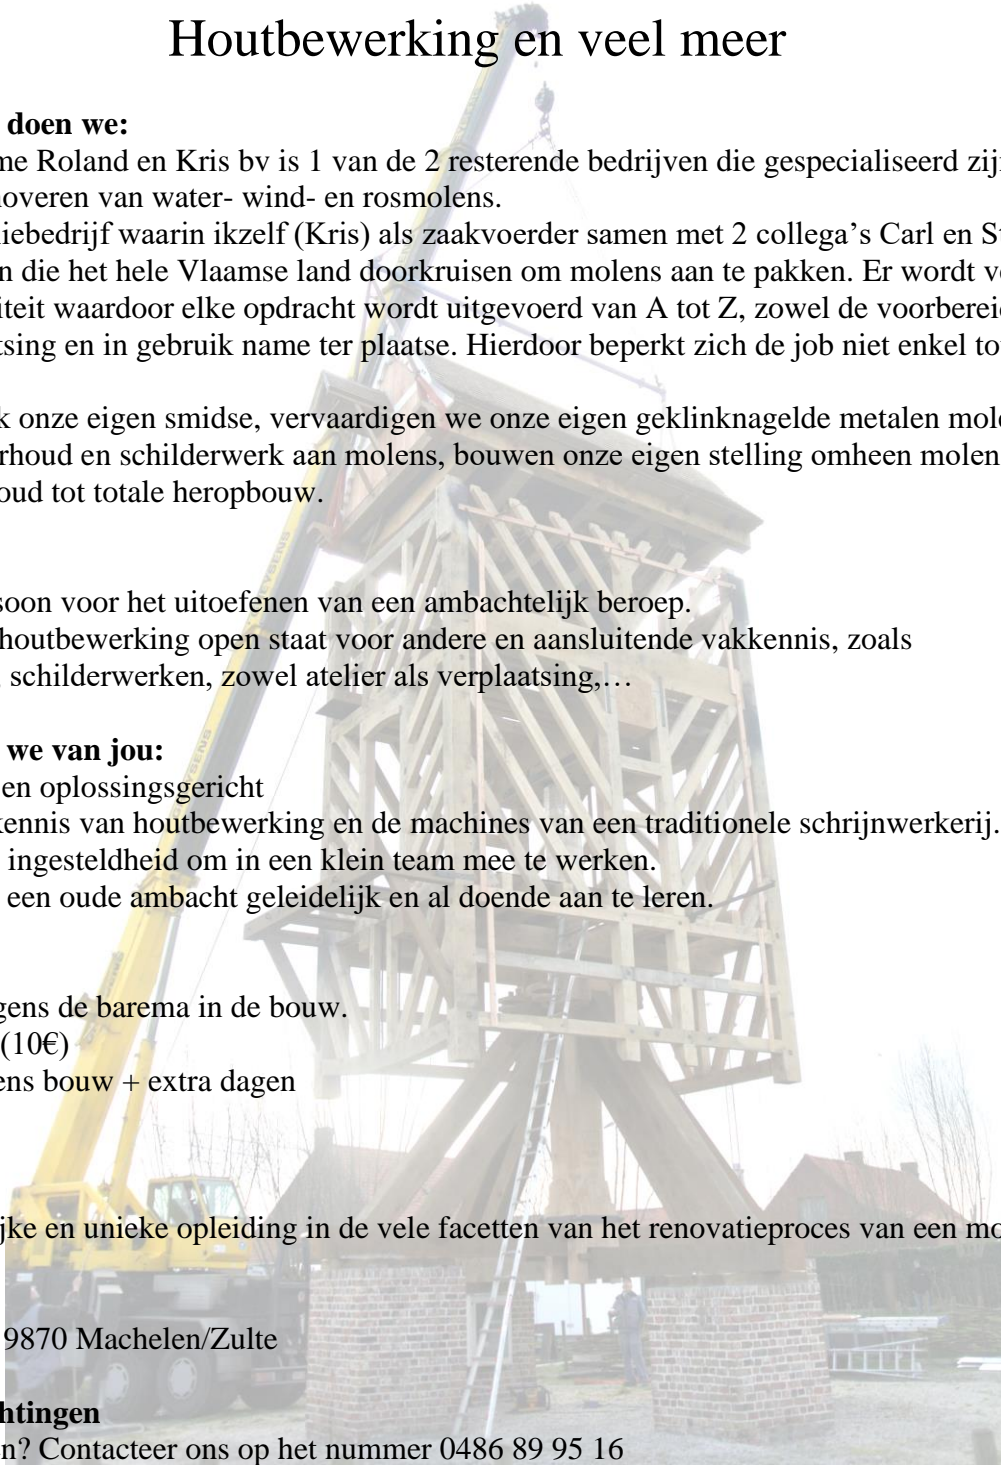 Houtbewerking en veel meer
doen we:
me Roland en Kris bv is 1 van de 2 resterende bedrijven die gespecialiseerd zij
noveren van water- wind- en rosmolens.
iebedrijf waarin ikzelf (Kris) als zaakvoerder samen met 2 collega’s Carl en S
n die het hele Vlaamse land doorkruisen om molens aan te pakken. Er wordt v
iteit waardoor elke opdracht wordt uitgevoerd van A tot Z, zowel de voorberei
tsing en in gebruik name ter plaatse. Hierdoor beperkt zich de job niet enkel to
k onze eigen smidse, vervaardigen we onze eigen geklinknagelde metalen mol
rhoud en schilderwerk aan molens, bouwen onze eigen stelling omheen molen
oud tot totale heropbouw.
soon voor het uitoefenen van een ambachtelijk beroep.
houtbewerking open staat voor andere en aansluitende vakkennis, zoals
, schilderwerken, zowel atelier als verplaatsing,…
we van jou:
en oplossingsgericht
kennis van houtbewerking en de machines van een traditionele schrijnwerkerij.
ingesteldheid om in een klein team mee te werken.
een oude ambacht geleidelijk en al doende aan te leren.
gens de barema in de bouw.
(10€)
ens bouw + extra dagen
jke en unieke opleiding in de vele facetten van het renovatieproces van een mo
9870 Machelen/Zulte
htingen
n? Contacteer ons op het nummer 0486 89 95 16